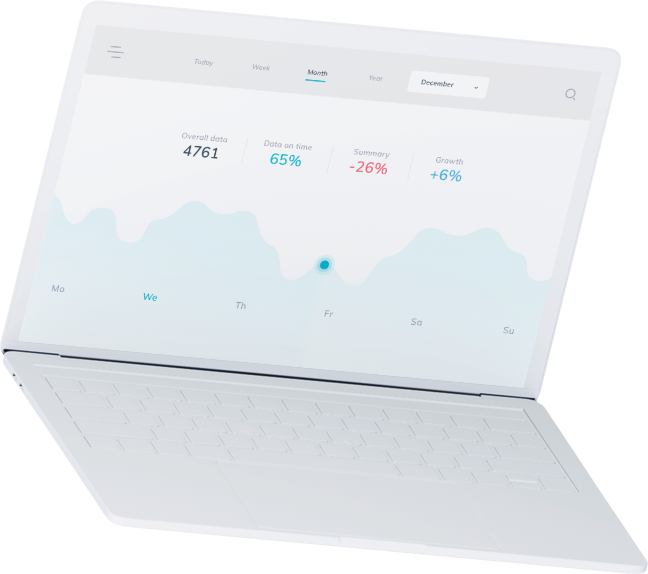 Today Week Month Year December
Overall data Data on time Summary Growth
4761 65% -26% +6%
Mo We Th Fr Sa Su